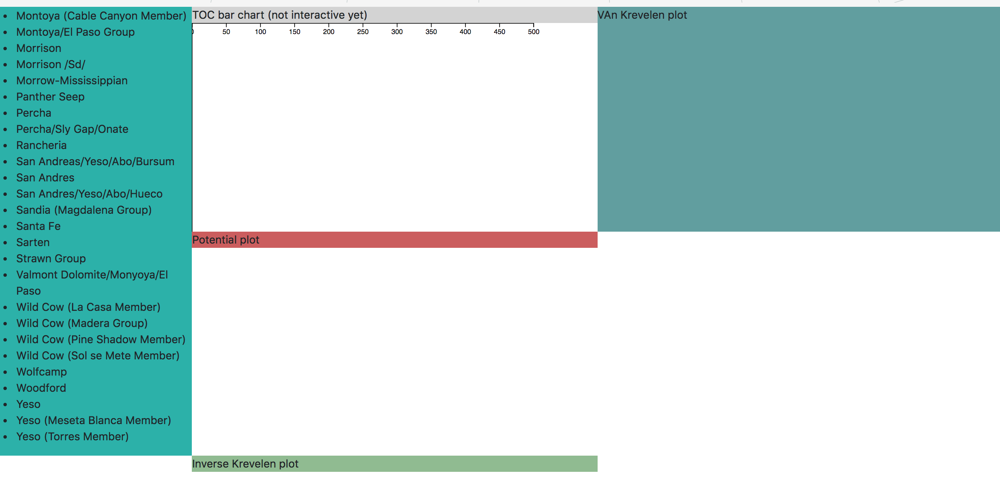 Montoya (Cable Canyon Member)
Montoya/El Paso Group
Morrison
Morrison /Sd/
Morrow-Mississippian
Panther Seep
Percha
Percha/Sly Gap/Onate
Rancheria
San Andreas/Yeso/Abo/Bursum
San Andres
San Andres/Yeso/Abo/Hueco
Sandia (Magdalena Group)
Santa Fe
Sarten
Strawn Group
Valmont Dolomite/Monyoya/El
Paso
Wild Cow (La Casa Member)
Wild Cow (Madera Group)
Wild Cow (Pine Shadow Member)
Wild Cow (Sol se Mete Member)
Wolfcamp
Woodford
Yeso
Yeso (Meseta Blanca Member)
Yeso (Torres Member)
TOC bar chart (not interactive yet)
0 50 100 150 200 250 300 350 400 450 500
Potential plot
Inverse Krevelen plot
VAn Krevelen plot